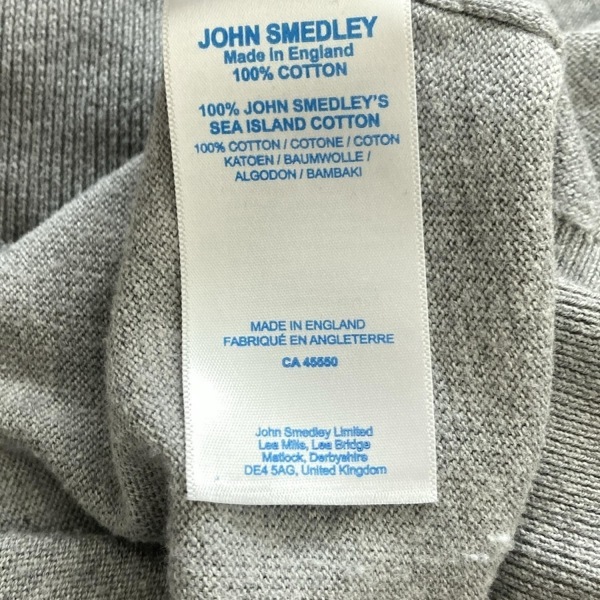 JOHN SMEDLEY
Made in England
100% COTTON
100% JOHN SMEDLEY'S
SEA ISLAND COTTON
100% COTTON / COTONE / COTON
KATOEN / BAUMWOLLE /
ALGODON / BAMBAKI
MADE IN ENGLAND
FABRIQUÉ EN ANGLETERRE
CA 45550
John Smedley Limited
Lea Mills, Lea Bridge
Matlock, Derbyshire
DE4 5AG, United Kingdom